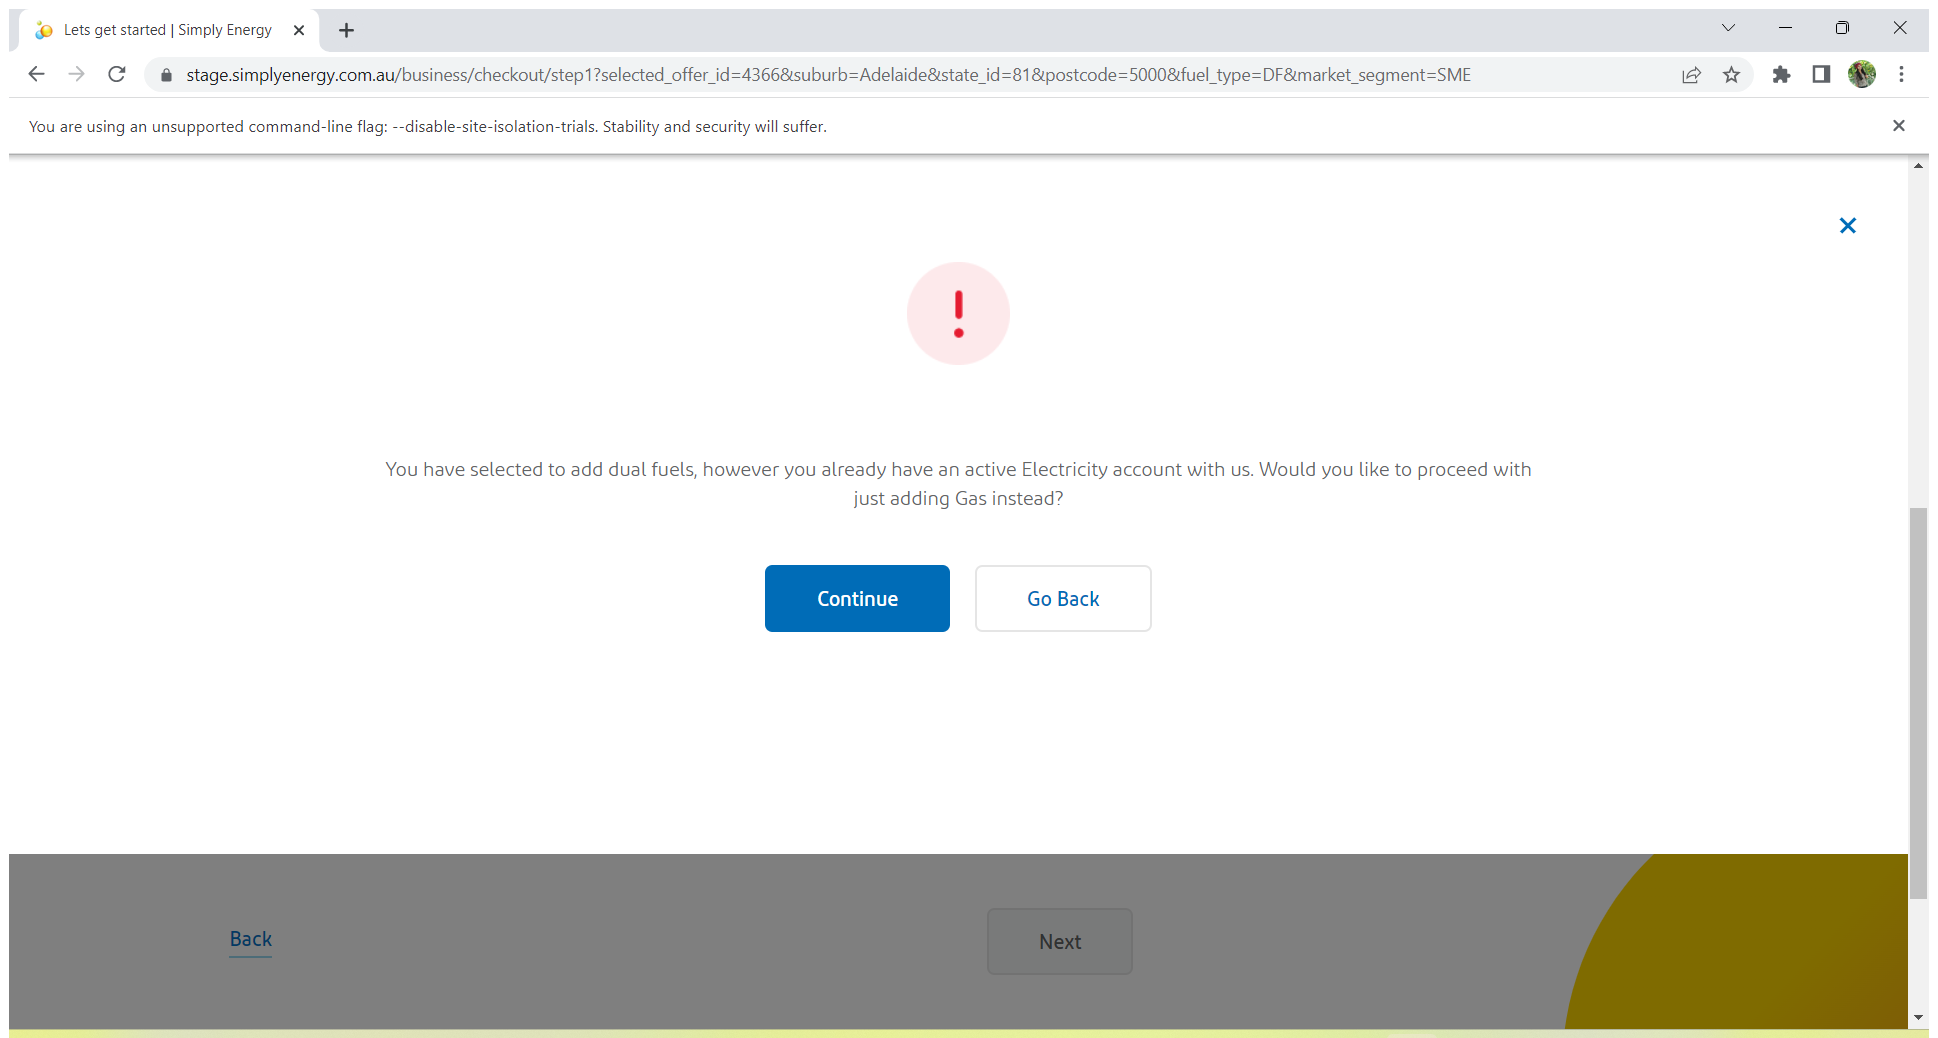 Lets get started | Simply Energy
stage.simplyenergy.com.au/business/checkout/step1?selected_offer_id=4366&suburb=Adelaide&state_id=81&postcode=5000&fuel_type=DF&market_segment=SME
You are using an unsupported command-line flag: --disable-site-isolation-trials. Stability and security will suffer.
You have selected to add dual fuels, however you already have an active Electricity account with us. Would you like to proceed with
just adding Gas instead?
Continue Go Back
Back Next